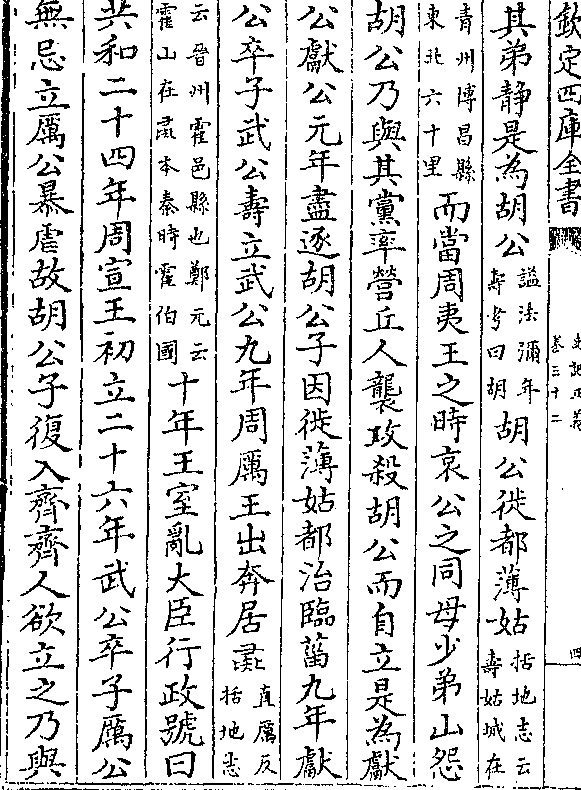 欽定四庫全書
史記正義
卷三十二
四
其弟静是為胡公謚法彌年壽考曰胡胡公徙都薄姑括地志云薄姑城在
青州博昌縣東北六十里而當周夷王之時哀公之同母少弟山怨
胡公乃與其黨率營丘人襲攻殺胡公而自立是為獻
公獻公元年盡逐胡公子因徙薄姑都治臨菑九年獻
公卒子武公壽立武公九年周厲王出奔居彘直厲反括地志
云晉州霍邑縣也鄭元云霍山在彘本秦時霍伯國十年王室亂大臣行政號曰
共和二十四年周宣王初立二十六年武公卒子厲公
無忌立厲公暴虐故胡公子復入齊齊人欲立之乃與